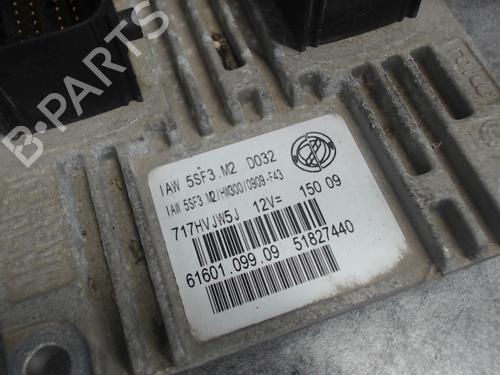 IAW 5SF3.M2 D032
IAW 5SF3.M2/HW300/0909-F43
717HVJW5J 12V= 150 09
61601.099.09 51827440
B-PARTS